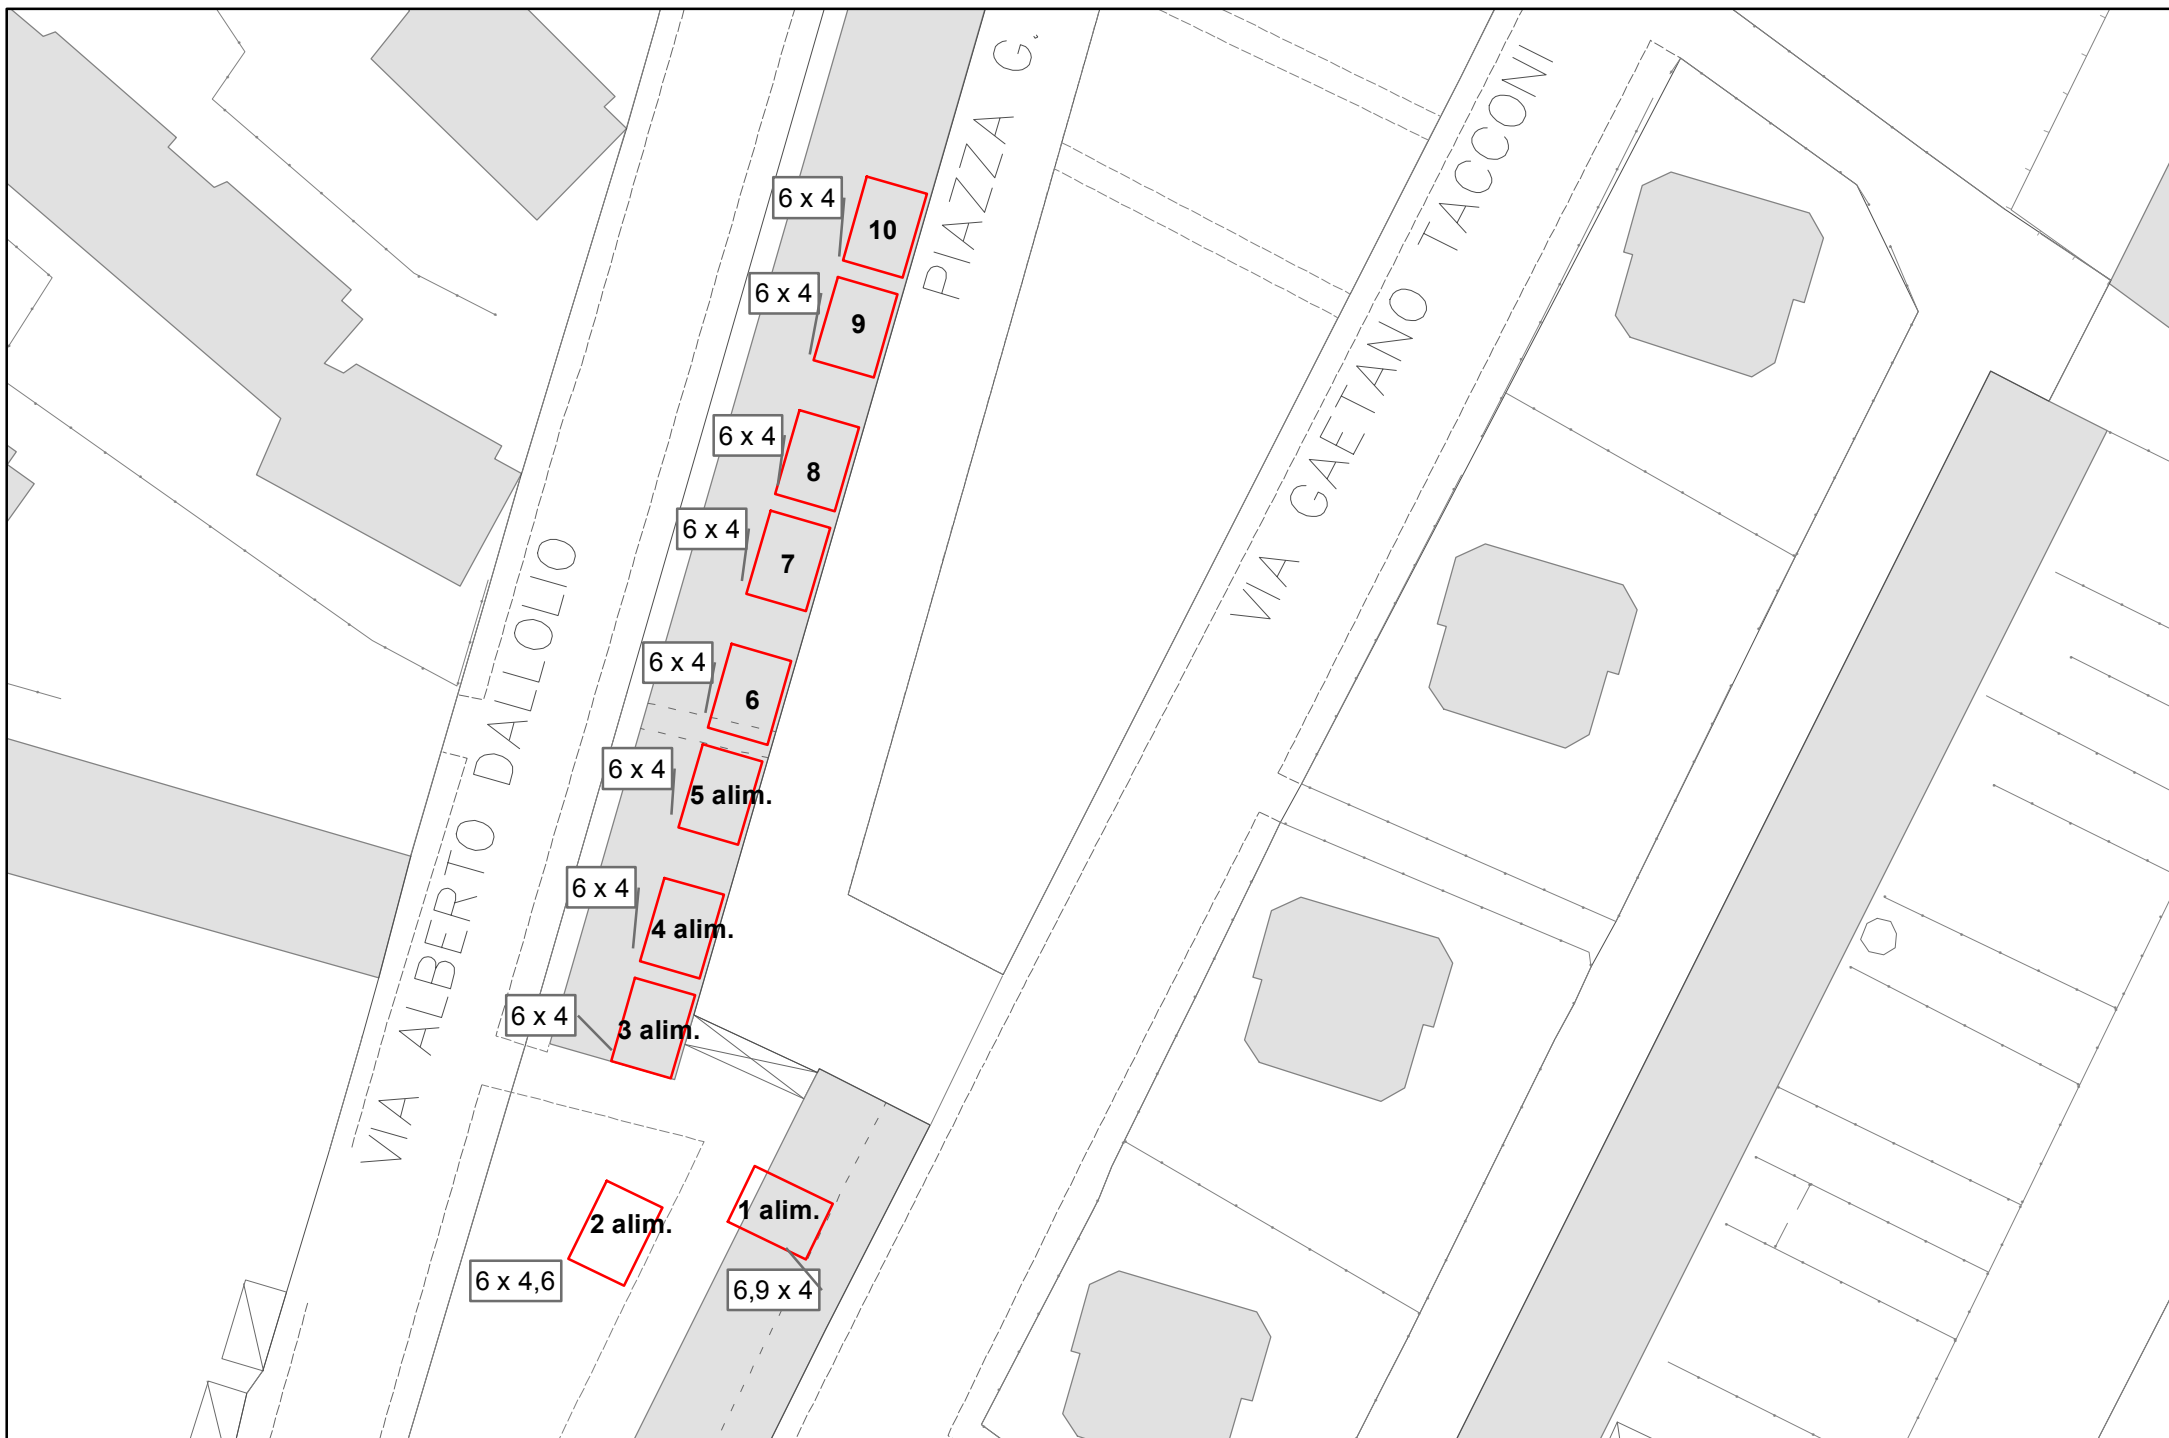 PIAZZA G.
VIA GAETANO TACCONI
6 x 4
10
6 x 4
9
6 x 4
8
6 x 4
7
6 x 4
6
6 x 4
5 alim.
VIA ALBERTO DALLOLIO
6 x 4
4 alim.
6 x 4
3 alim.
1 alim.
2 alim.
6 x 4,6
6,9 x 4